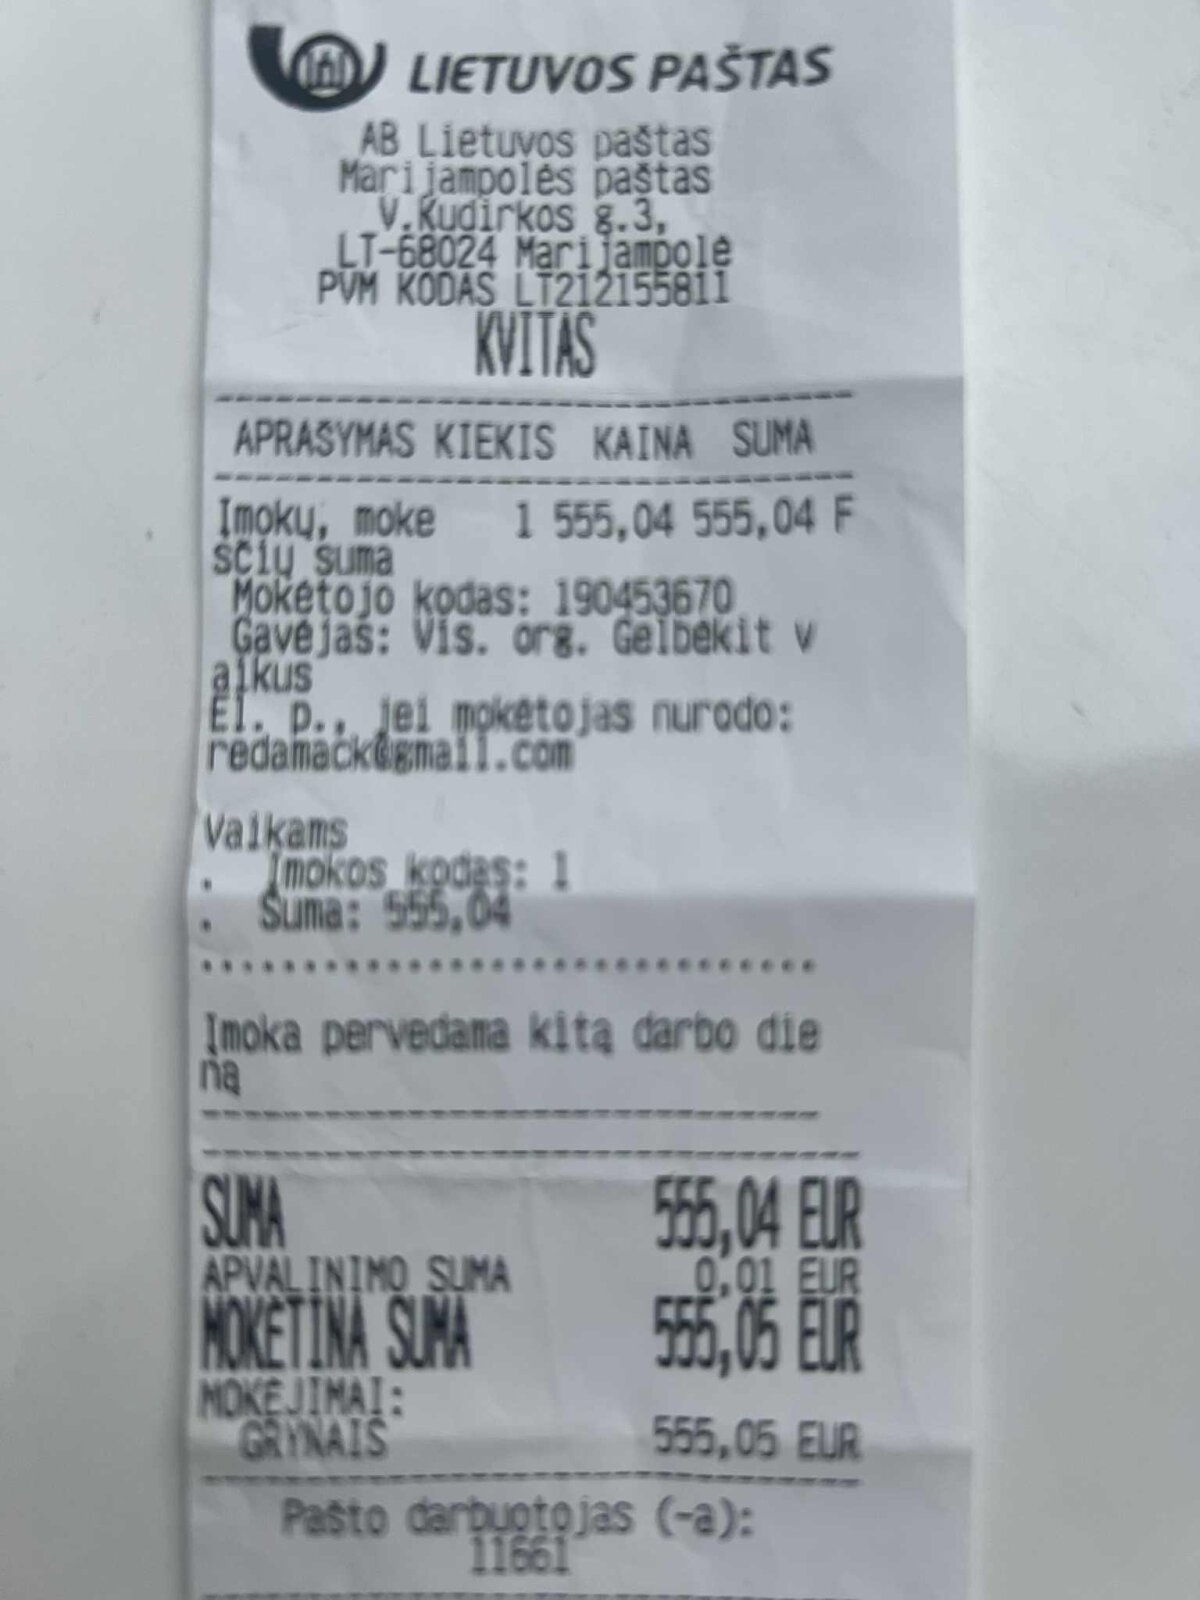 LIETUVOS PAŠTAS
AB Lietuvos paštas
Marijampolės paštas
V.Kudirkos g.3,
LT-68024 Marijampolė
PVM KODAS LT212155811
KVITAS
APRAŠYMAS KIEKIS KAINA SUMA
Įmokų, moke 1 555,04 555,04 F
sčių suma
Mokėtojo kodas: 190453670
Gavėjas: Vis. org. Gelbėkit v
aikus
El. p., jei mokėtojas nurodo:
redamack@gmail.com
Vaikams
. Įmokos kodas: 1
. Suma: 555,04
Įmoka pervedama kitą darbo die
ną
SUMA 555,04 EUR
APVALINIMO SUMA 0,01 EUR
MOKĖTINA SUMA 555,05 EUR
MOKĖJIMAI:
GRYNAIS 555,05 EUR
Pašto darbuotojas (-a):
11661